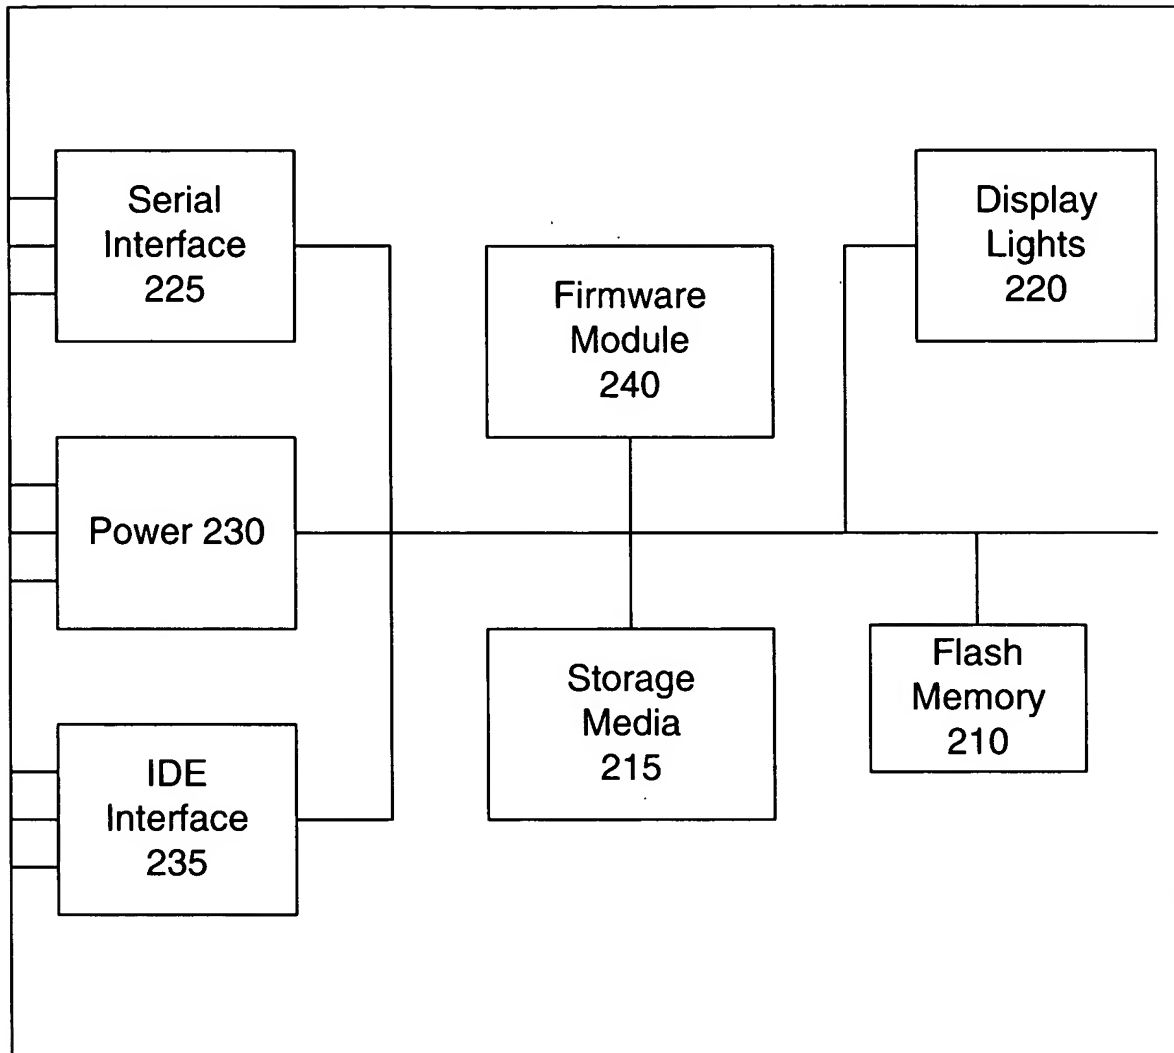 Serial
Interface
225
Display
Lights
220
Firmware
Module
240
Power 230
Storage
Media
215
Flash
Memory
210
IDE
Interface
235